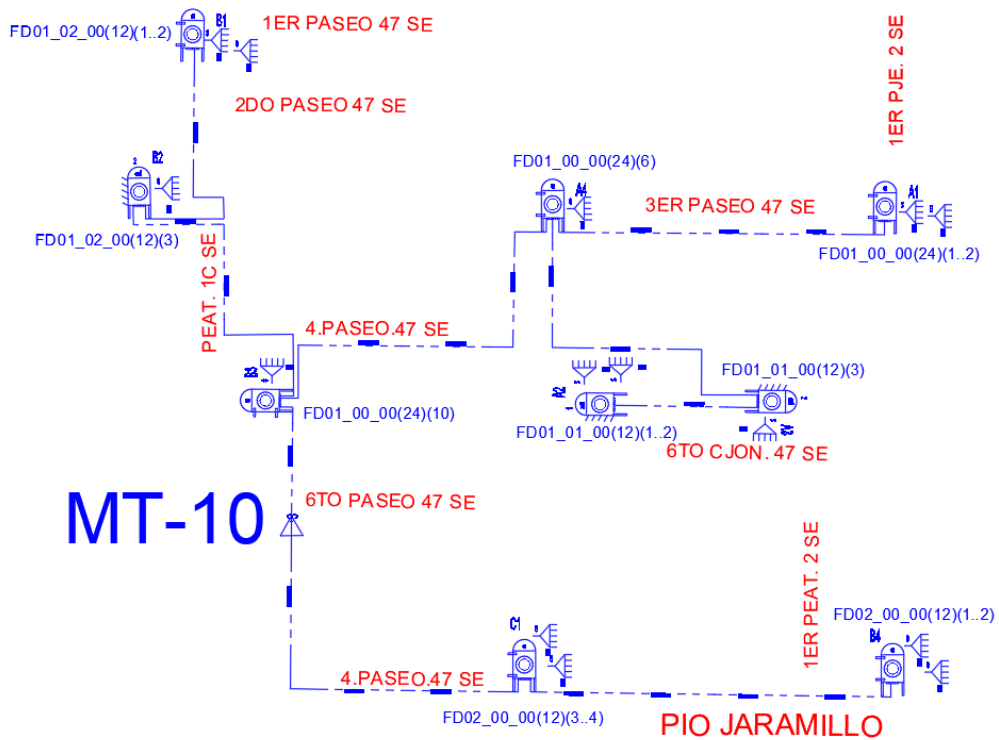 B1
1ER PASEO 47 SE
FD01_02_00(12)(1..2)
1ER PJE. 2 SE
2DO PASEO 47 SE
B2
FD01_00_00(24)(6)
A4
A1
3ER PASEO 47 SE
FD01_02_00(12)(3)
FD01_00_00(24)(1..2)
PEAT. 1C SE
4.PASEO.47 SE
B3
FD01_01_00(12)(3)
A2
FD01_00_00(24)(10)
FD01_01_00(12)(1..2)
6TO CJON. 47 SE
6TO PASEO 47 SE
MT-10
1ER PEAT. 2 SE
FD02_00_00(12)(1..2)
C1
B4
4.PASEO.47 SE
FD02_00_00(12)(3..4)
PIO JARAMILLO